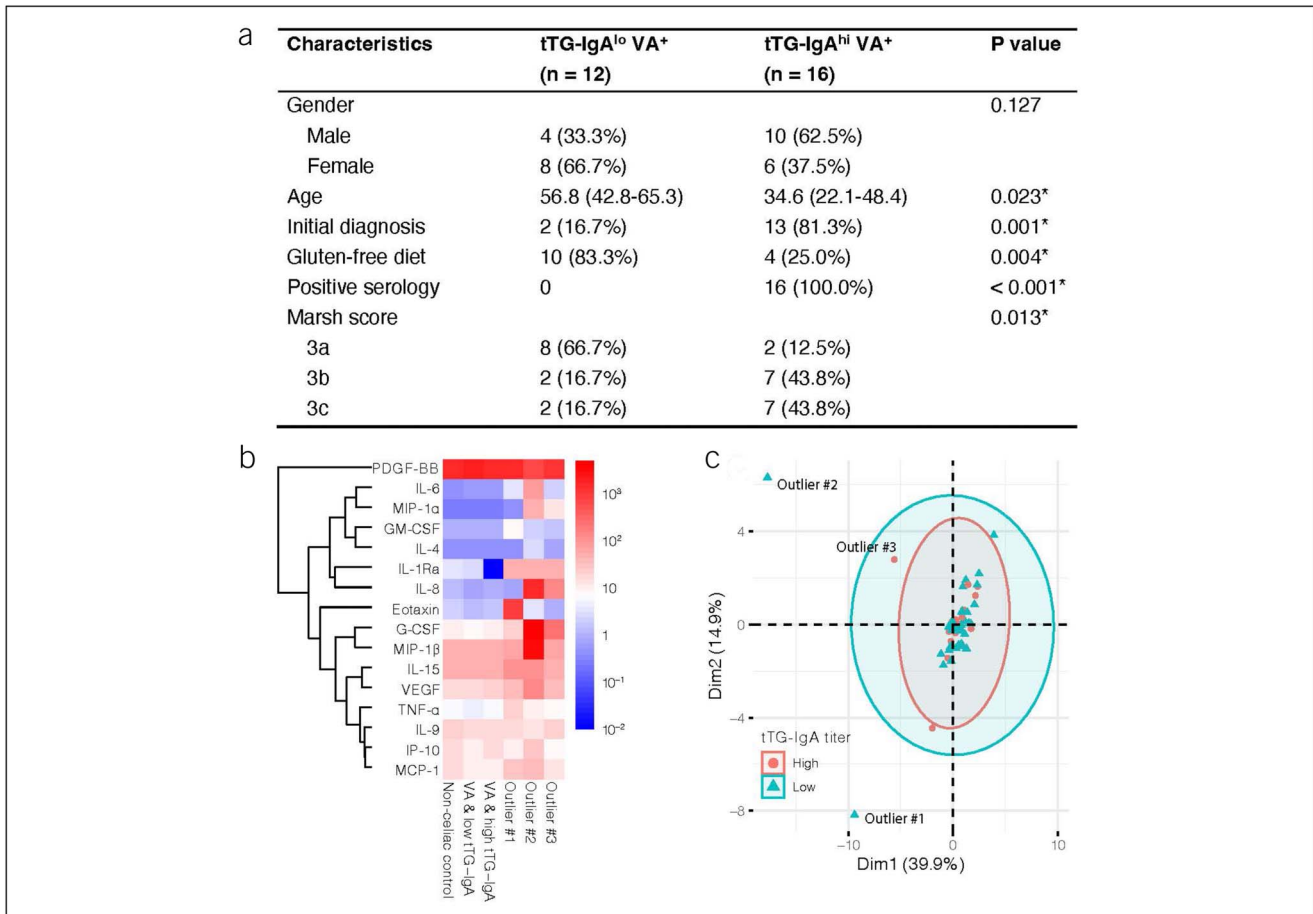 a
Characteristics tTG-IgAˡᵒ VA⁺ tTG-IgAʰⁱ VA⁺ P value
(n = 12) (n = 16)
Gender 0.127
Male 4 (33.3%) 10 (62.5%)
Female 8 (66.7%) 6 (37.5%)
Age 56.8 (42.8-65.3) 34.6 (22.1-48.4) 0.023*
Initial diagnosis 2 (16.7%) 13 (81.3%) 0.001*
Gluten-free diet 10 (83.3%) 4 (25.0%) 0.004*
Positive serology 0 16 (100.0%) < 0.001*
Marsh score 0.013*
3a 8 (66.7%) 2 (12.5%)
3b 2 (16.7%) 7 (43.8%)
3c 2 (16.7%) 7 (43.8%)
b
PDGF-BB
IL-6
MIP-1α
GM-CSF
IL-4
IL-1Ra
IL-8
Eotaxin
G-CSF
MIP-1β
IL-15
VEGF
TNF-α
IL-9
IP-10
MCP-1
10³
10²
10
1
10⁻¹
10⁻²
Non-celiac control
VA & low tTG-IgA
VA & high tTG-IgA
Outlier #1
Outlier #2
Outlier #3
c
Outlier #2
Outlier #3
Outlier #1
tTG-IgA titer
High
Low
4
0
-4
-8
Dim2 (14.9%)
-10 0 10
Dim1 (39.9%)